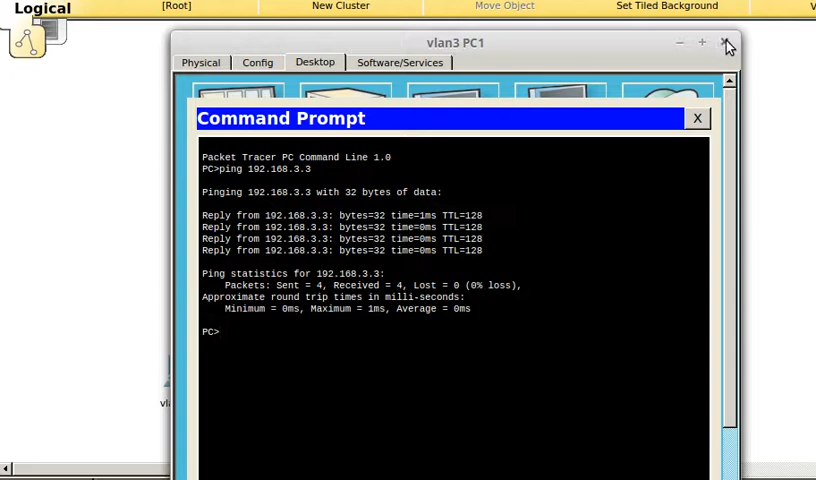 Logical
[Root]
New Cluster
Move Object
Set Tiled Background
vlan3 PC1
Physical
Config
Desktop
Software/Services
Command Prompt
X
Packet Tracer PC Command Line 1.0
PC>ping 192.168.3.3
Pinging 192.168.3.3 with 32 bytes of data:
Reply from 192.168.3.3: bytes=32 time=1ms TTL=128
Reply from 192.168.3.3: bytes=32 time=0ms TTL=128
Reply from 192.168.3.3: bytes=32 time=0ms TTL=128
Reply from 192.168.3.3: bytes=32 time=0ms TTL=128
Ping statistics for 192.168.3.3:
Packets: Sent = 4, Received = 4, Lost = 0 (0% loss),
Approximate round trip times in milli-seconds:
Minimum = 0ms, Maximum = 1ms, Average = 0ms
PC>